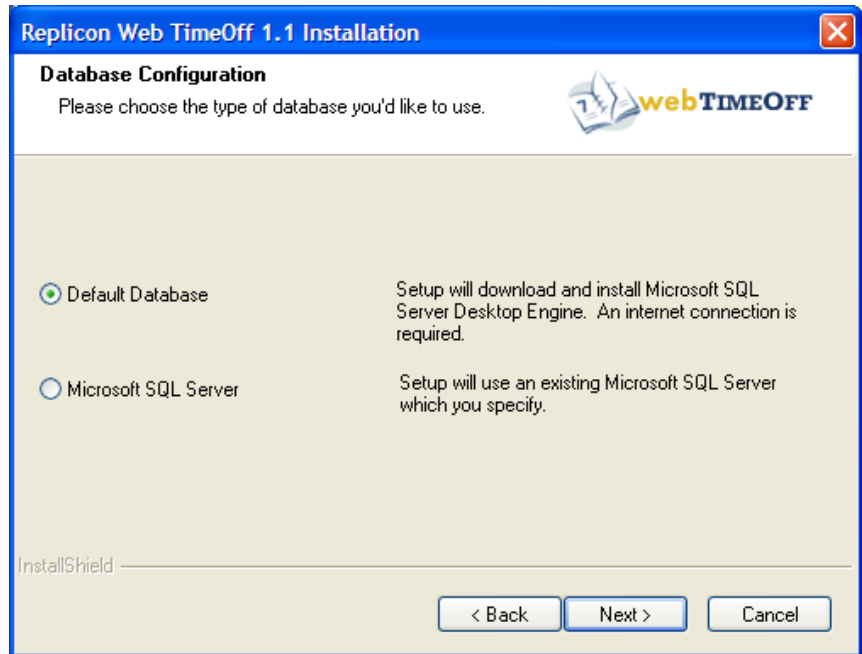 Replicon Web TimeOff 1.1 Installation
Database Configuration
Please choose the type of database you'd like to use.
7
webTIMEOFF
Default Database
Setup will download and install Microsoft SQL
Server Desktop Engine. An internet connection is
required.
Microsoft SQL Server
Setup will use an existing Microsoft SQL Server
which you specify.
InstallShield
< Back
Next >
Cancel